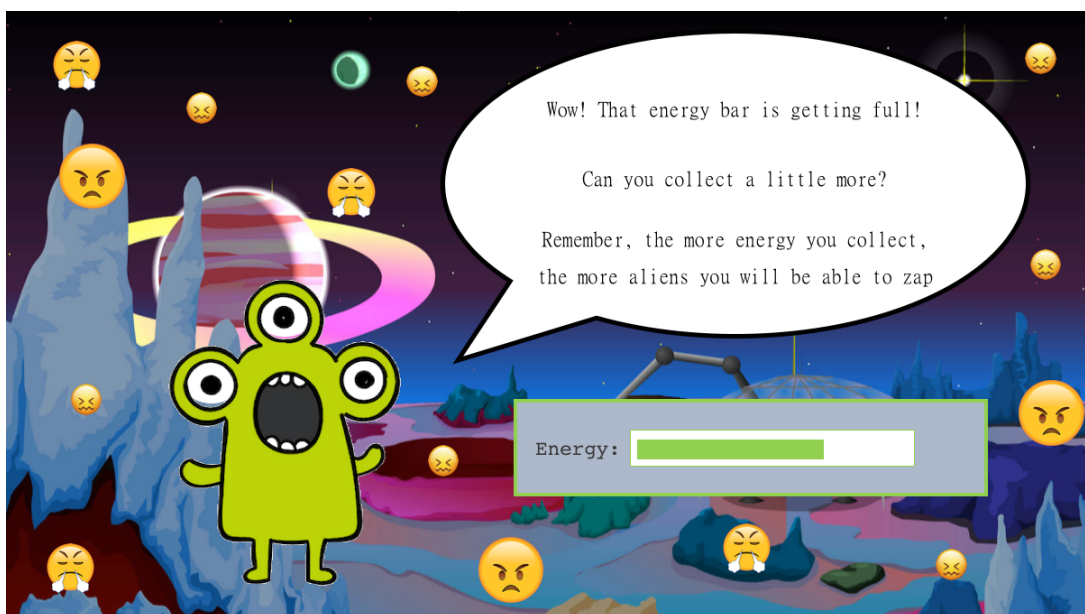 Wow! That energy bar is getting full!
Can you collect a little more?
Remember, the more energy you collect,
the more aliens you will be able to zap
Energy: